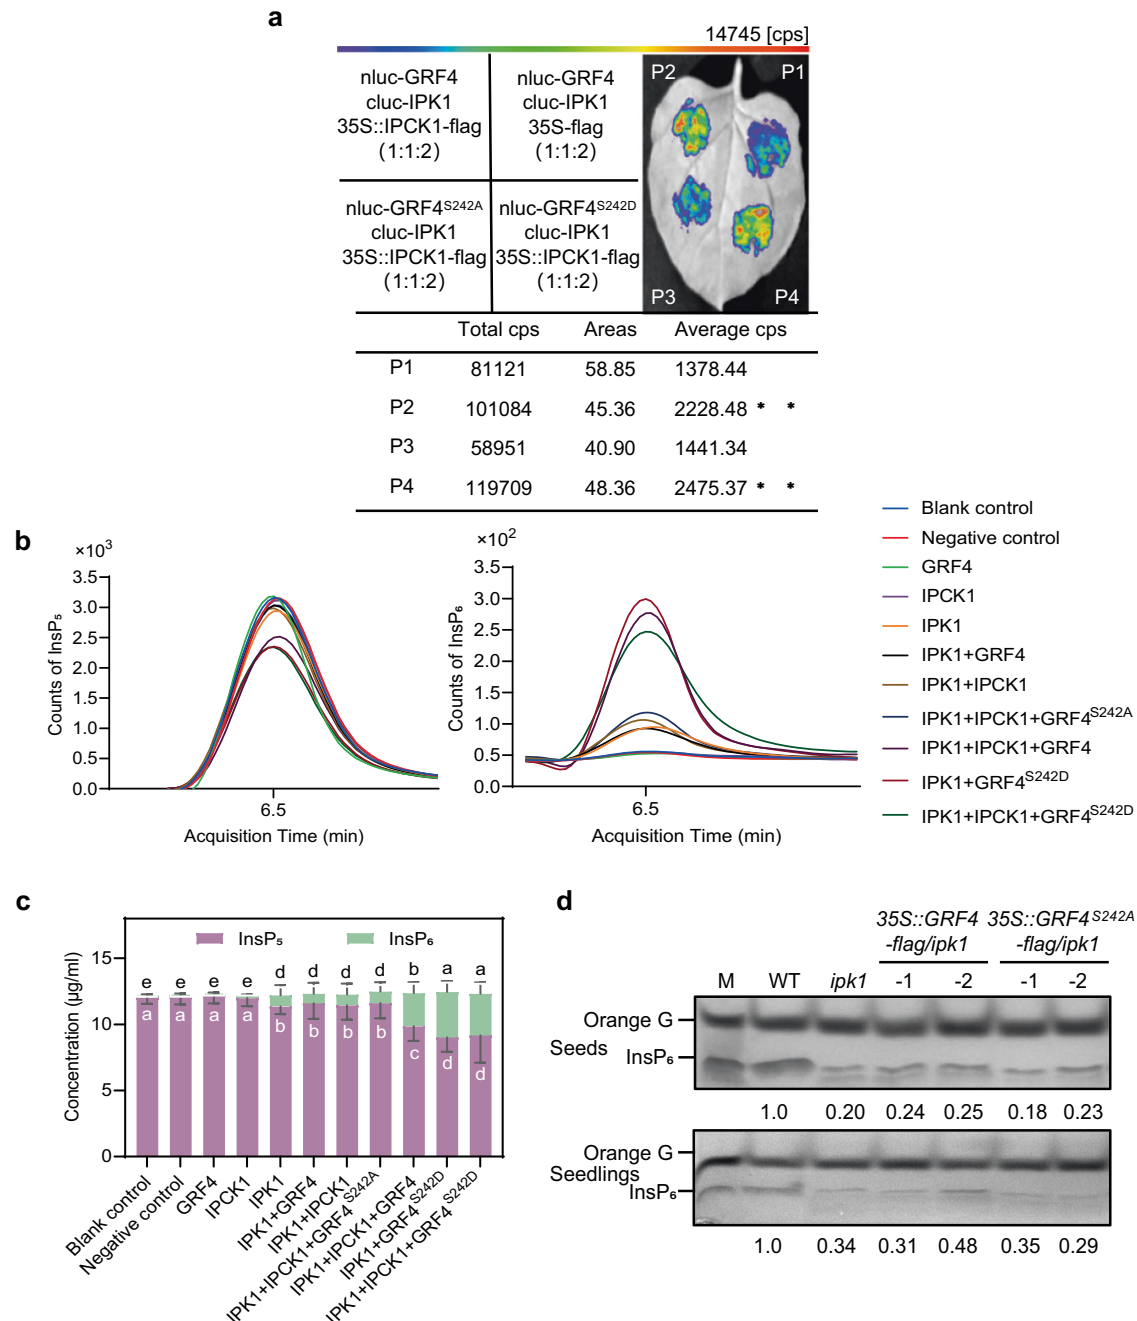 a
14745 [cps]
nluc-GRF4
cluc-IPK1
35S::IPCK1-flag
(1:1:2)
nluc-GRF4
cluc-IPK1
35S-flag
(1:1:2)
nluc-GRF4S242A
cluc-IPK1
35S::IPCK1-flag
(1:1:2)
nluc-GRF4S242D
cluc-IPK1
35S::IPCK1-flag
(1:1:2)
P2 P1
P3 P4
Total cps Areas Average cps
P1 81121 58.85 1378.44
P2 101084 45.36 2228.48 * *
P3 58951 40.90 1441.34
P4 119709 48.36 2475.37 * *
b
×10³
Counts of InsP₅
3.5
3.0
2.5
2.0
1.5
1.0
0.5
0.0
6.5
Acquisition Time (min)
×10²
Counts of InsP₆
3.5
3.0
2.5
2.0
1.0
0.5
0.0
6.5
Acquisition Time (min)
Blank control
Negative control
GRF4
IPCK1
IPK1
IPK1+GRF4
IPK1+IPCK1
IPK1+IPCK1+GRF4S242A
IPK1+IPCK1+GRF4
IPK1+GRF4S242D
IPK1+IPCK1+GRF4S242D
c
Concentration (μg/ml)
InsP₅ InsP₆
15
10
5
0
e e e e d d d d b a a
a a a a b b b b c d d
Blank control
Negative control
GRF4
IPCK1
IPK1
IPK1+GRF4
IPK1+IPCK1
IPK1+IPCK1+GRF4S242A
IPK1+IPCK1+GRF4
IPK1+GRF4S242D
IPK1+IPCK1+GRF4S242D
d
35S::GRF4 -flag/ipk1
35S::GRF4S242A -flag/ipk1
M WT ipk1 -1 -2 -1 -2
Orange G
Seeds
InsP₆
1.0 0.20 0.24 0.25 0.18 0.23
Orange G
Seedlings
InsP₆
1.0 0.34 0.31 0.48 0.35 0.29